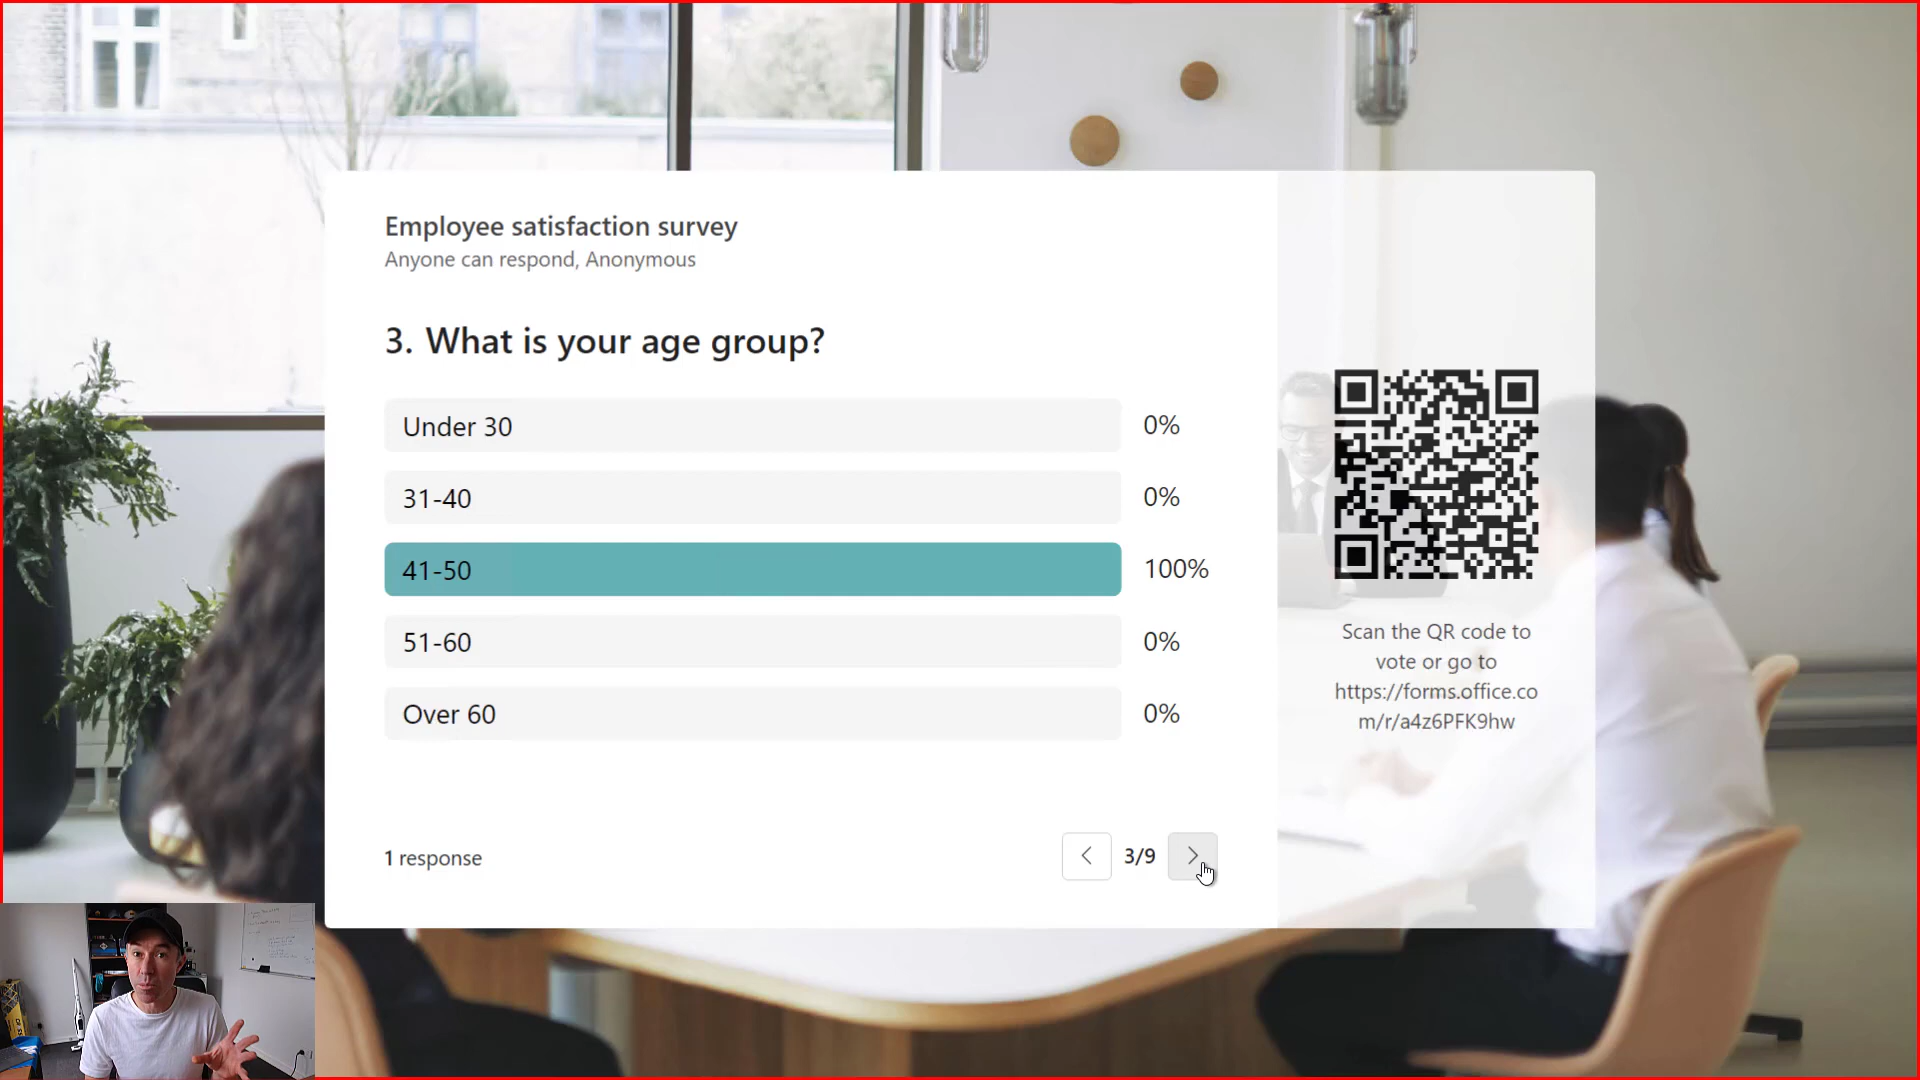 Employee satisfaction survey
Anyone can respond, Anonymous
3. What is your age group?
Under 30 0%
31-40 0%
41-50 100%
51-60 0%
Over 60 0%
1 response
3/9
Scan the QR code to
vote or go to
https://forms.office.co
m/r/a4z6PFK9hw